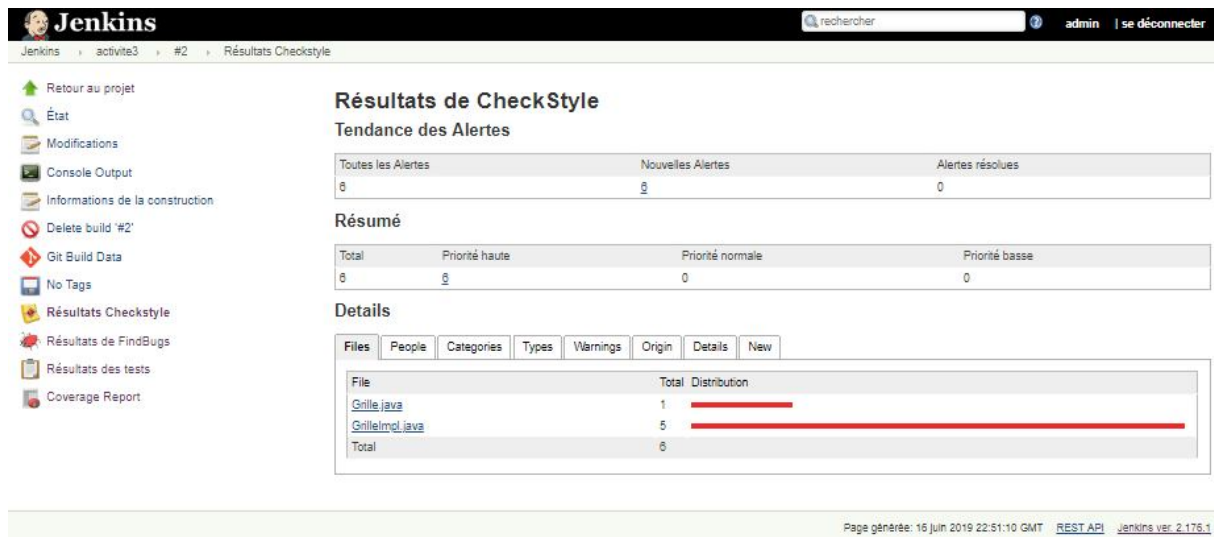 Jenkins
rechercher
admin | se déconnecter
Jenkins › activite3 › #2 › Résultats Checkstyle
Retour au projet
État
Modifications
Console Output
Informations de la construction
Delete build '#2'
Git Build Data
No Tags
Résultats Checkstyle
Résultats de FindBugs
Résultats des tests
Coverage Report
Résultats de CheckStyle
Tendance des Alertes
Toutes les Alertes Nouvelles Alertes Alertes résolues
6 6 0
Résumé
Total Priorité haute Priorité normale Priorité basse
6 6 0 0
Details
Files People Categories Types Warnings Origin Details New
File Total Distribution
Grille.java 1
GrilleImpl.java 5
Total 6
Page générée: 16 juin 2019 22:51:10 GMT REST API Jenkins ver. 2.176.1